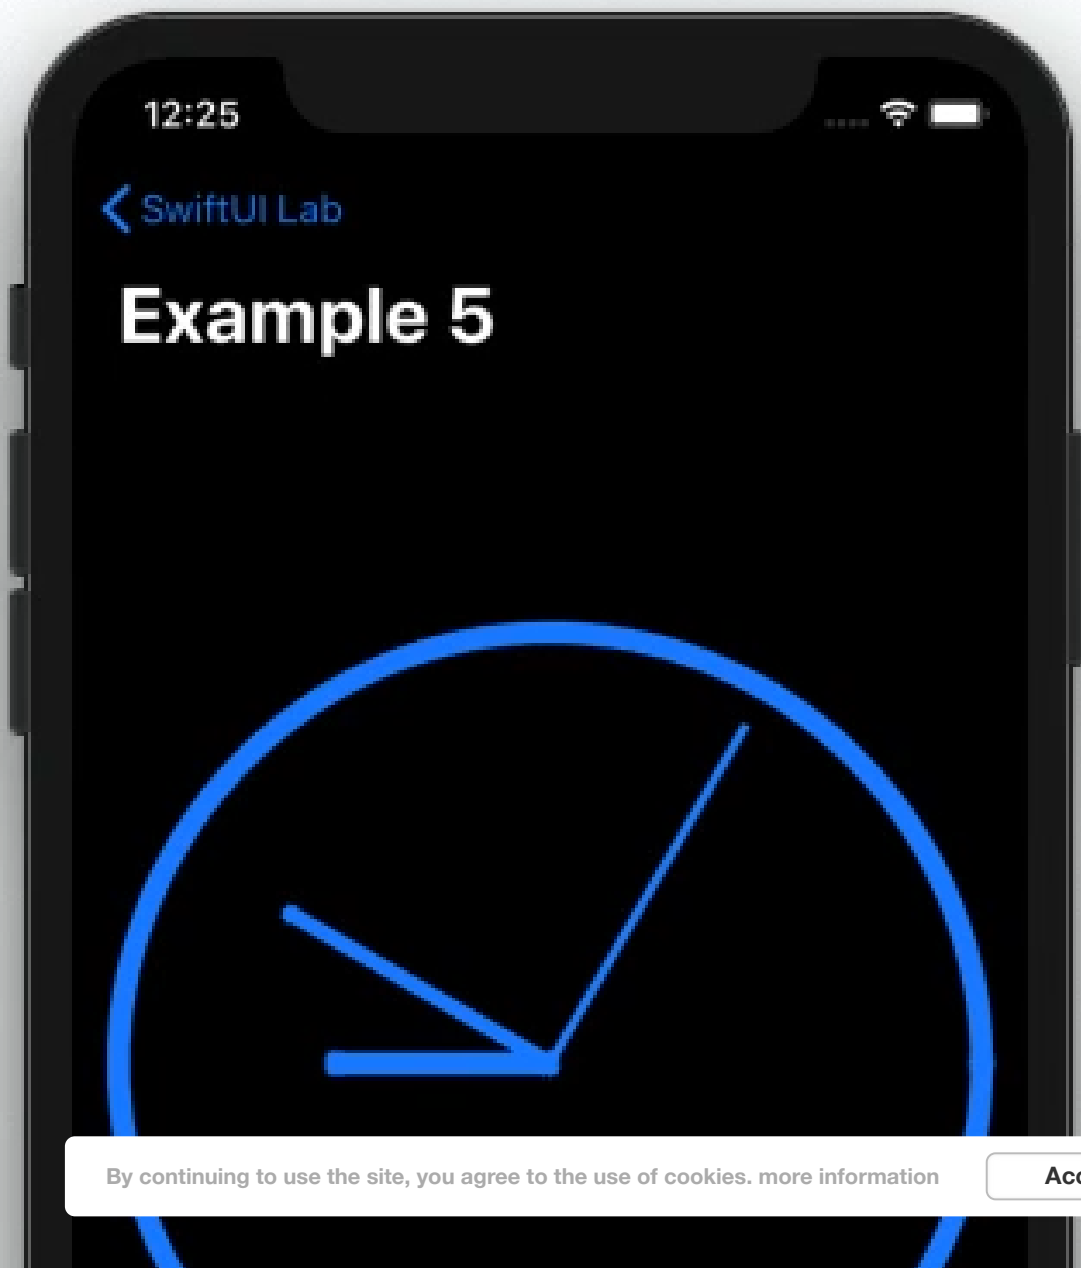 12:25
SwiftUI Lab
Example 5
By continuing to use the site, you agree to the use of cookies. more information